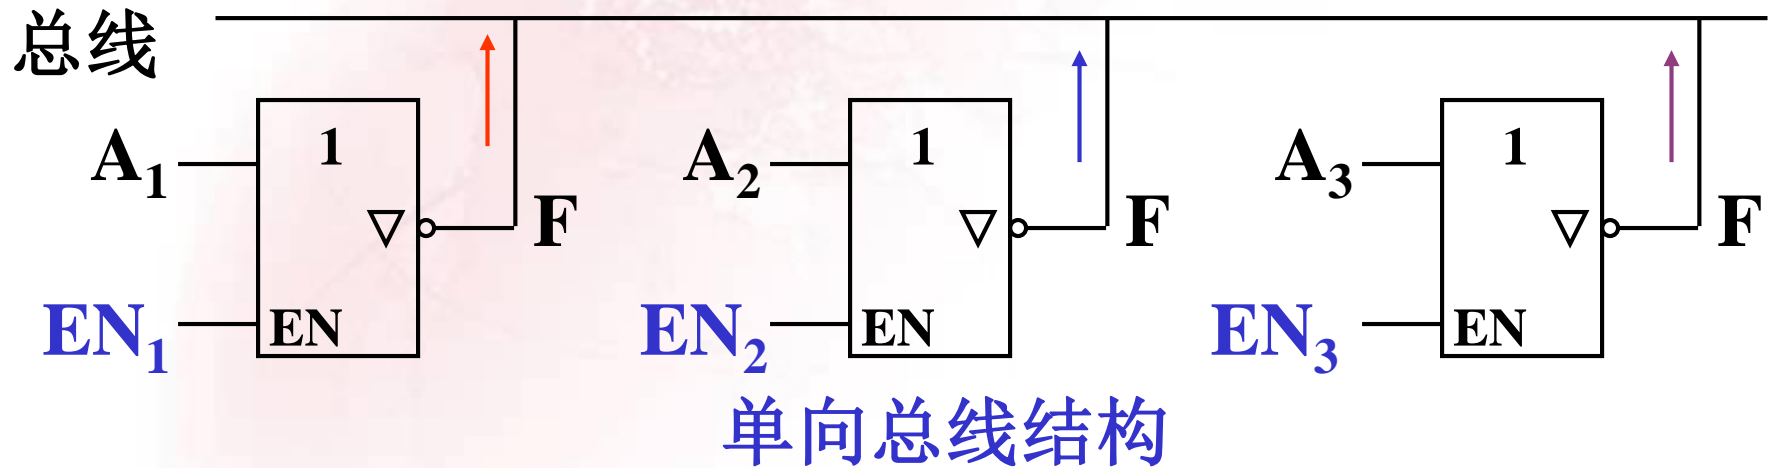 总线
A₁ 1 A₂ 1 A₃ 1
▽ F ▽ F ▽ F
EN₁ EN EN₂ EN EN₃ EN
单向总线结构